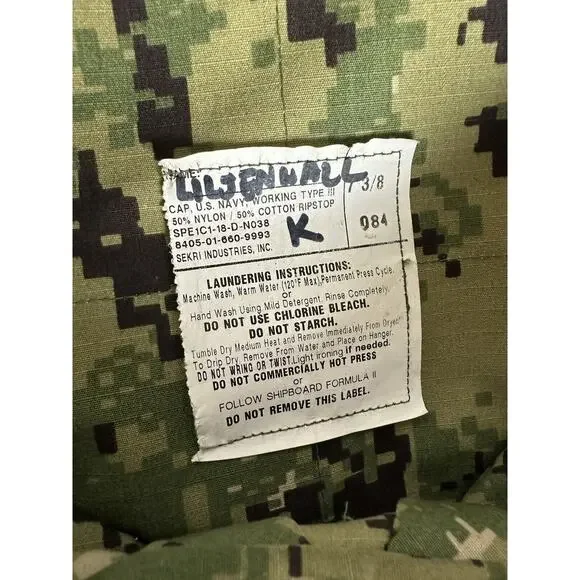 NAME:
LILJENWALL
CAP, U.S. NAVY, WORKING TYPE III
50% NYLON / 50% COTTON RIPSTOP
SPE1C1-18-D-N038
8405-01-660-9993
SEKRI INDUSTRIES, INC.
K
7 3/8
084
LAUNDERING INSTRUCTIONS:
Machine Wash, Warm Water (120°F Max), Permanent Press Cycle.
or
Hand Wash Using Mild Detergent. Rinse Completely.
DO NOT USE CHLORINE BLEACH.
DO NOT STARCH.
Tumble Dry Medium Heat and Remove Immediately From Dryer.
To Drip Dry, Remove From Water and Place on Hanger.
DO NOT WRING OR TWIST. Light ironing if needed.
DO NOT COMMERCIALLY HOT PRESS
or
FOLLOW SHIPBOARD FORMULA II
DO NOT REMOVE THIS LABEL.